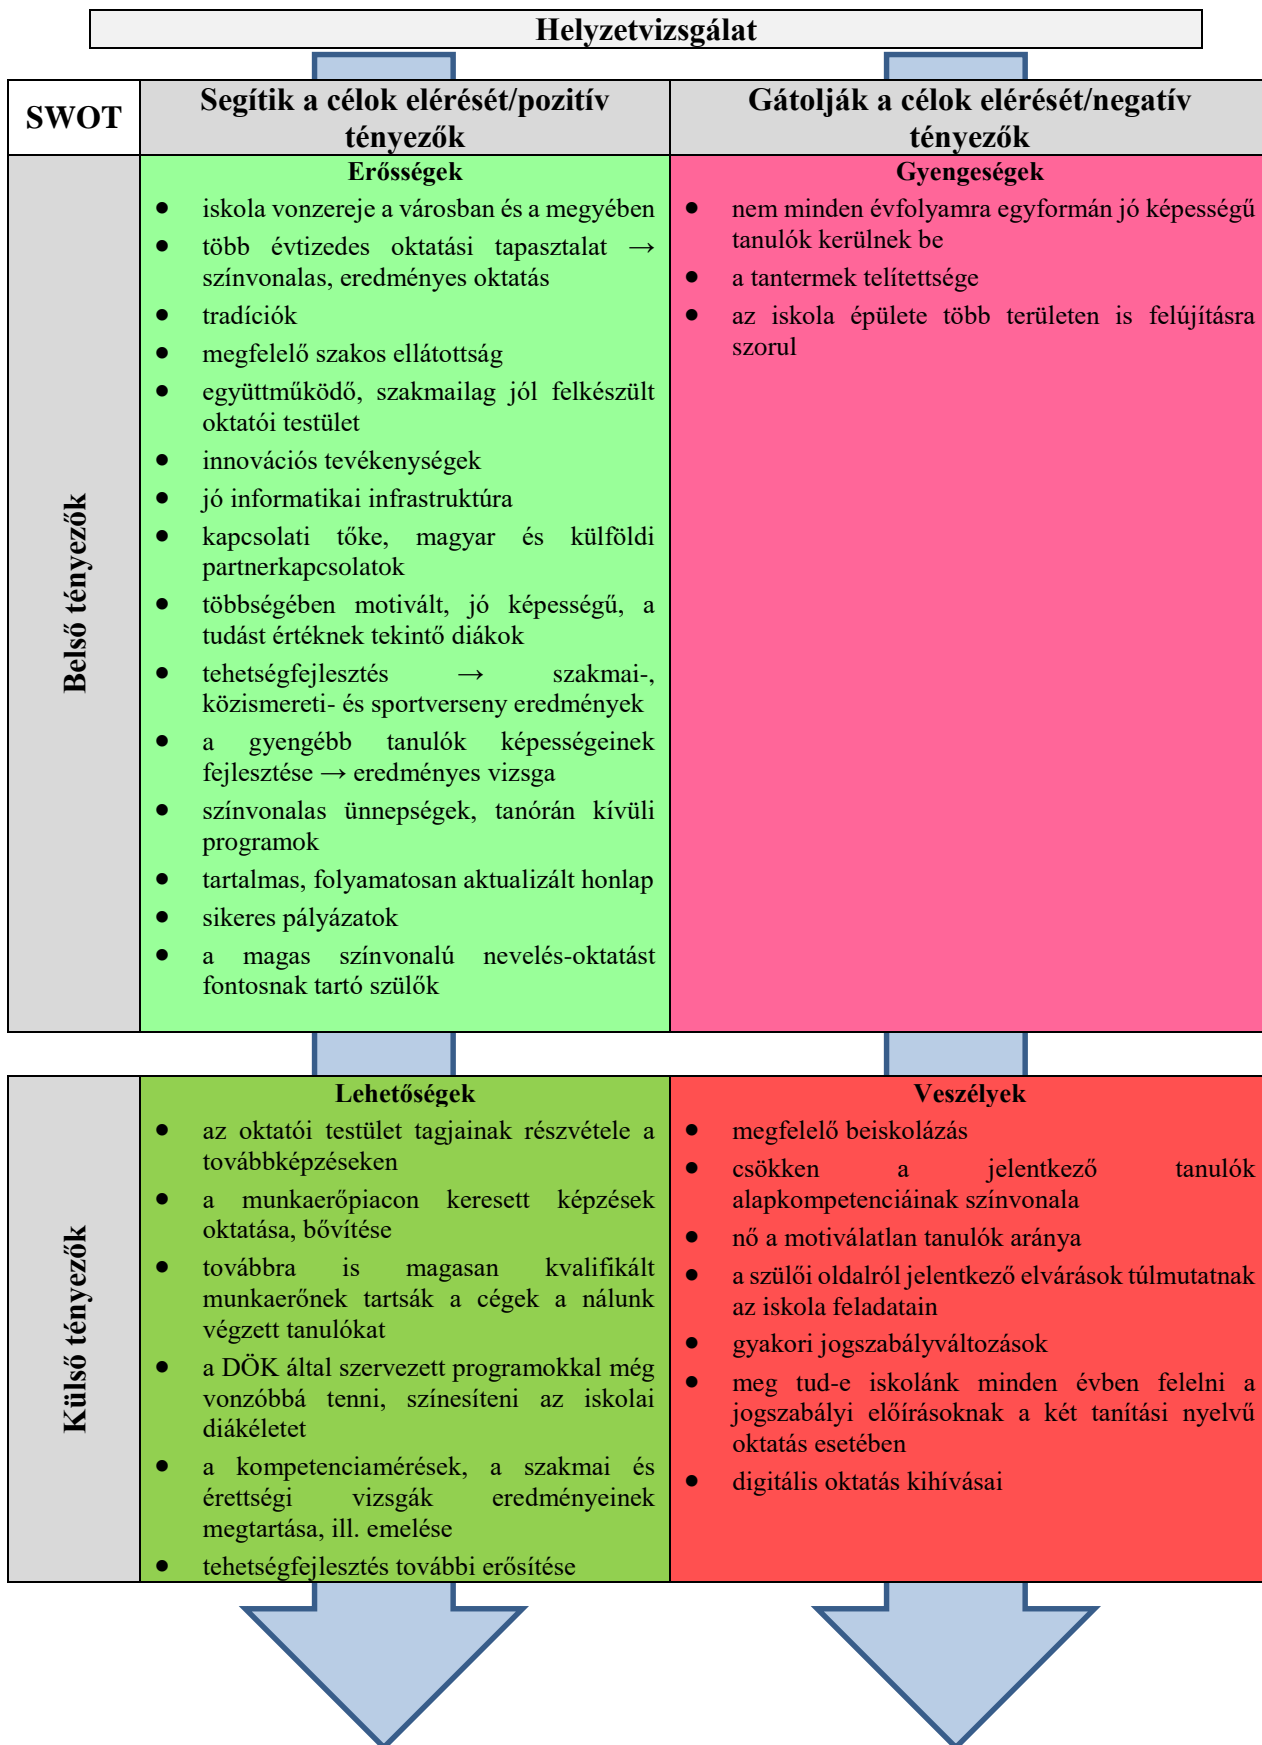 Helyzetvizsgálat
SWOT
Segítik a célok elérését/pozitív
tényezők
Gátolják a célok elérését/negatív
tényezők
Belső tényezők
Erősségek
● iskola vonzereje a városban és a megyében
● több évtizedes oktatási tapasztalat →
színvonalas, eredményes oktatás
● tradíciók
● megfelelő szakos ellátottság
● együttműködő, szakmailag jól felkészült
oktatói testület
● innovációs tevékenységek
● jó informatikai infrastruktúra
● kapcsolati tőke, magyar és külföldi
partnerkapcsolatok
● többségében motivált, jó képességű, a
tudást értéknek tekintő diákok
● tehetségfejlesztés → szakmai-,
közismereti- és sportverseny eredmények
● a gyengébb tanulók képességeinek
fejlesztése → eredményes vizsga
● színvonalas ünnepségek, tanórán kívüli
programok
● tartalmas, folyamatosan aktualizált honlap
● sikeres pályázatok
● a magas színvonalú nevelés-oktatást
fontosnak tartó szülők
Gyengeségek
● nem minden évfolyamra egyformán jó képességű
tanulók kerülnek be
● a tantermek telítettsége
● az iskola épülete több területen is felújításra
szorul
Külső tényezők
Lehetőségek
● az oktatói testület tagjainak részvétele a
továbbképzéseken
● a munkaerőpiacon keresett képzések
oktatása, bővítése
● továbbra is magasan kvalifikált
munkaerőnek tartsák a cégek a nálunk
végzett tanulókat
● a DÖK által szervezett programokkal még
vonzóbbá tenni, színesíteni az iskolai
diákéletet
● a kompetenciamérések, a szakmai és
érettségi vizsgák eredményeinek
megtartása, ill. emelése
● tehetségfejlesztés további erősítése
Veszélyek
● megfelelő beiskolázás
● csökken a jelentkező tanulók
alapkompetenciáinak színvonala
● nő a motiválatlan tanulók aránya
● a szülői oldalról jelentkező elvárások túlmutatnak
az iskola feladatain
● gyakori jogszabályváltozások
● meg tud-e iskolánk minden évben felelni a
jogszabályi előírásoknak a két tanítási nyelvű
oktatás esetében
● digitális oktatás kihívásai